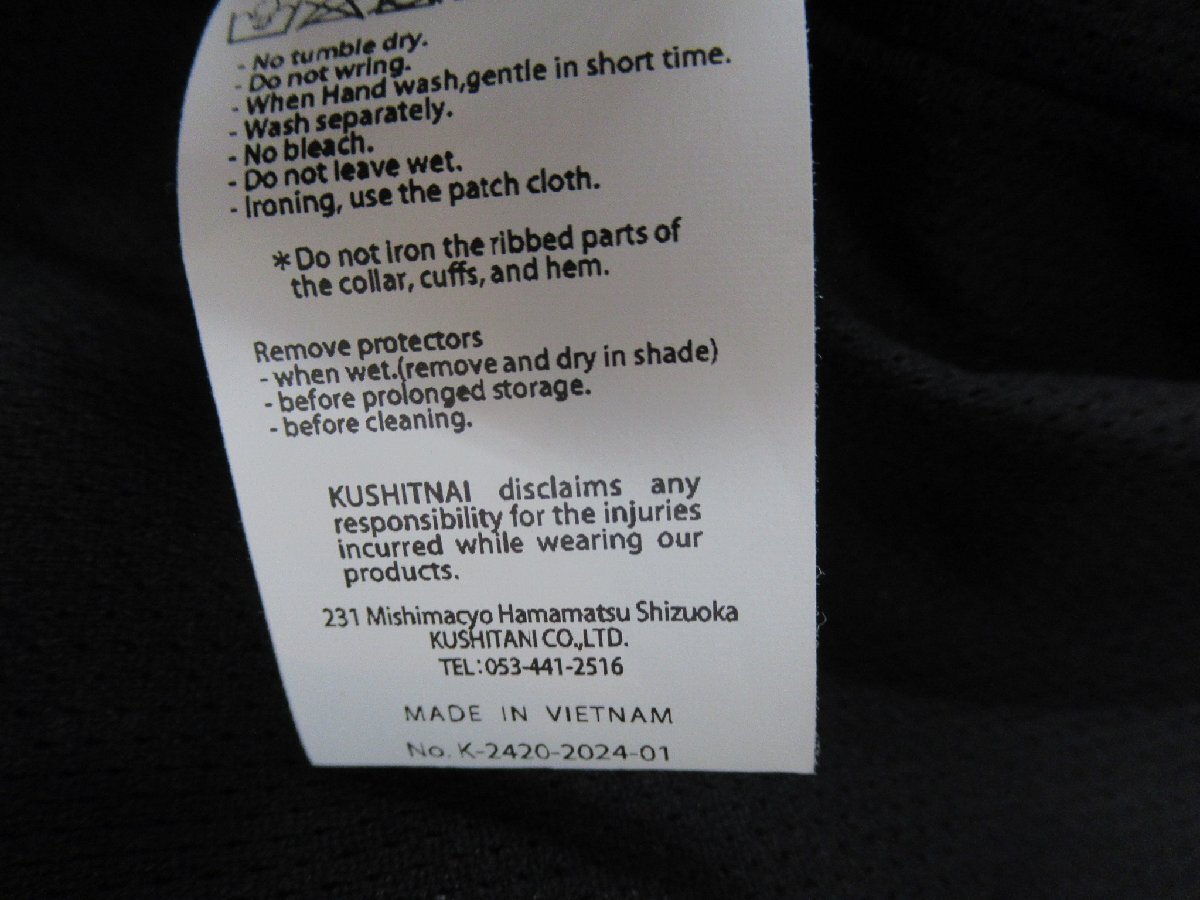 - No tumble dry.
- Do not wring.
- When Hand wash,gentle in short time.
- Wash separately.
- No bleach.
- Do not leave wet.
- Ironing, use the patch cloth.
*Do not iron the ribbed parts of
the collar, cuffs, and hem.
Remove protectors
- when wet.(remove and dry in shade)
- before prolonged storage.
- before cleaning.
KUSHITNAI disclaims any
responsibility for the injuries
incurred while wearing our
products.
231 Mishimacyo Hamamatsu Shizuoka
KUSHITANI CO.,LTD.
TEL:053-441-2516
MADE IN VIETNAM
No. K-2420-2024-01